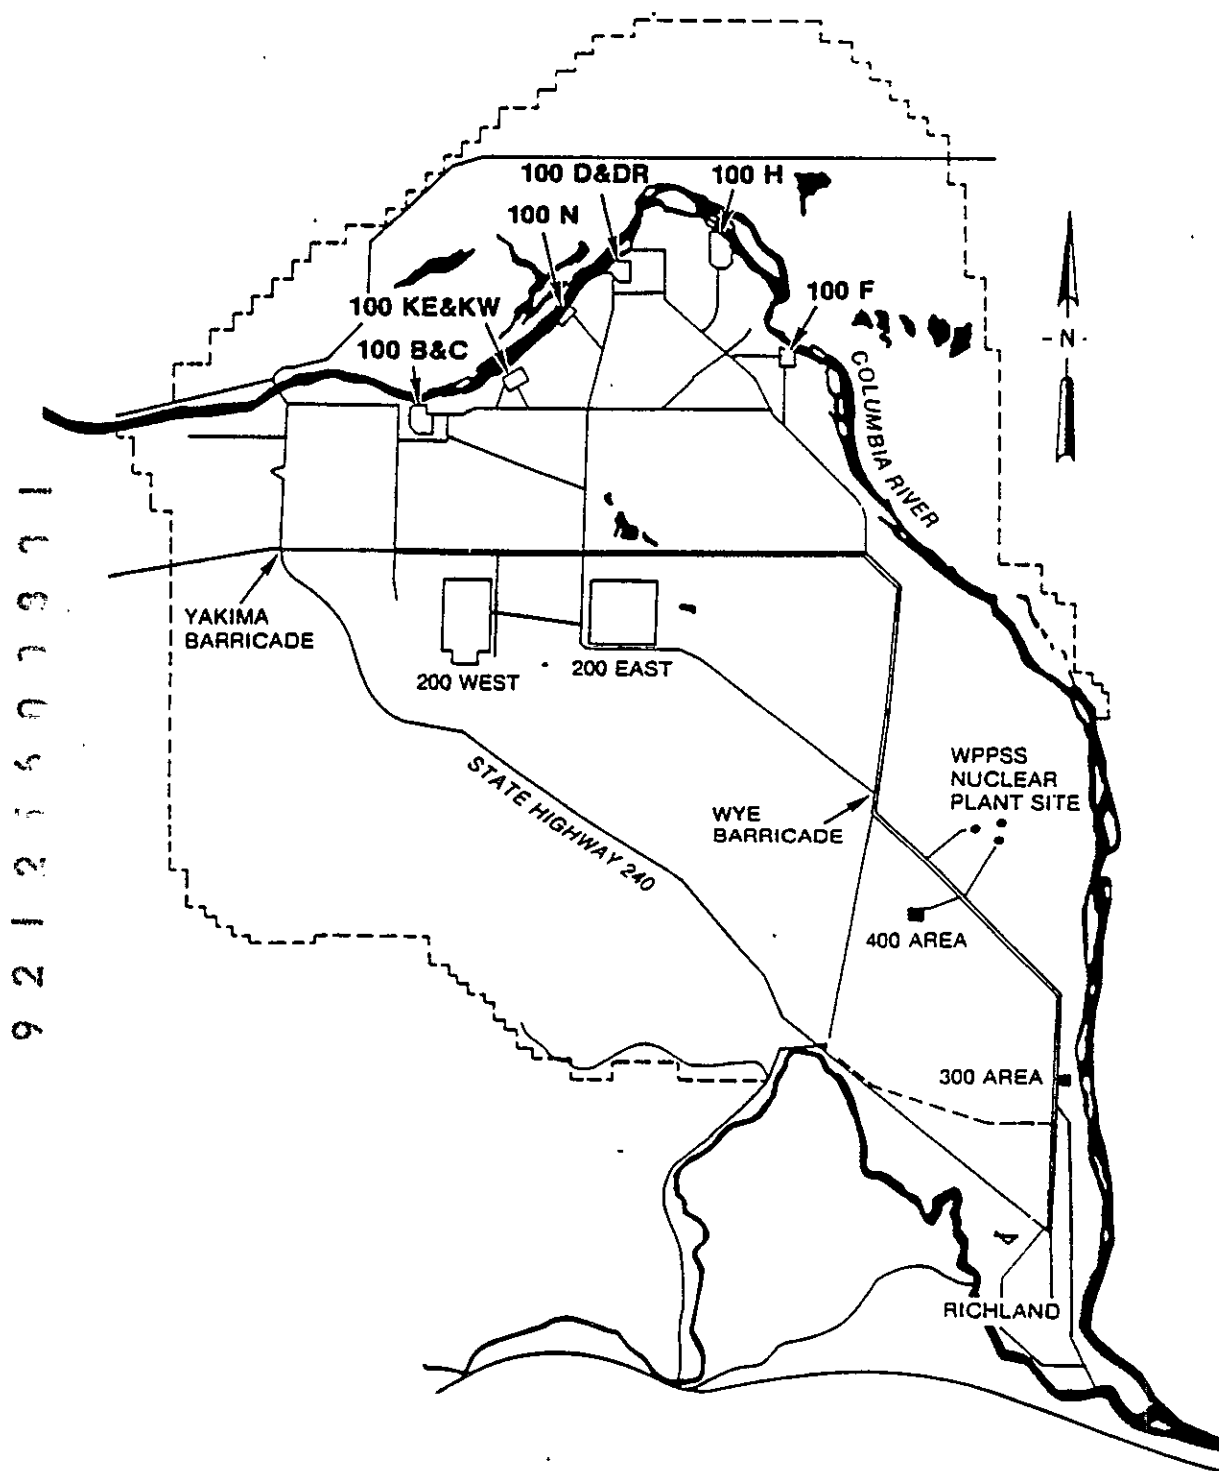 100 D&DR
100 H
100 N
100 F
100 KE&KW
100 B&C
- N -
COLUMBIA RIVER
YAKIMA
BARRICADE
200 WEST
200 EAST
STATE HIGHWAY 240
WPPSS
NUCLEAR
PLANT SITE
WYE
BARRICADE
400 AREA
300 AREA
RICHLAND